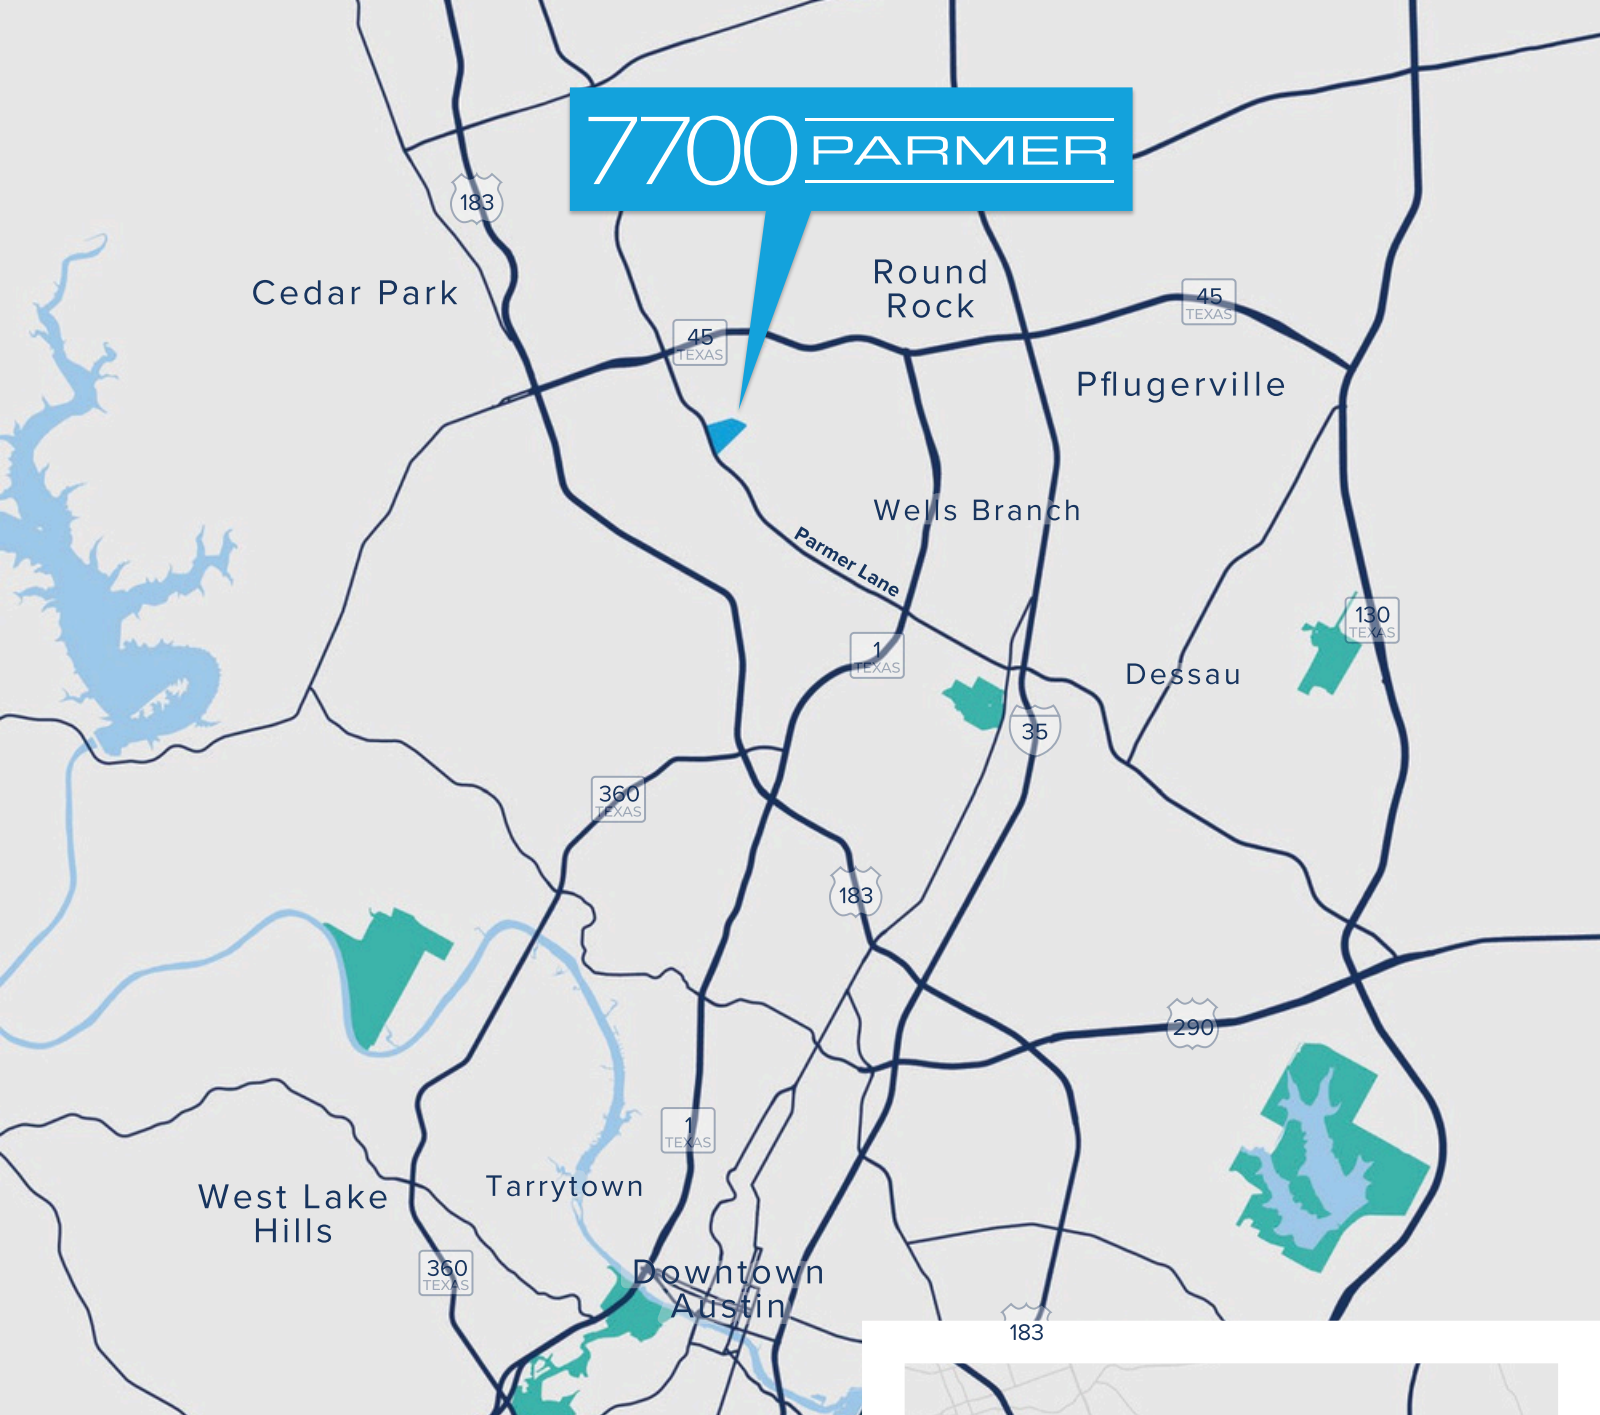 7700 PARMER
183
Cedar Park
Round
Rock
45
TEXAS
45
TEXAS
Pflugerville
Wells Branch
Parmer Lane
130
TEXAS
1
TEXAS
Dessau
35
360
TEXAS
183
290
1
TEXAS
Tarrytown
West Lake
Hills
360
TEXAS
Downtown
Austin
183